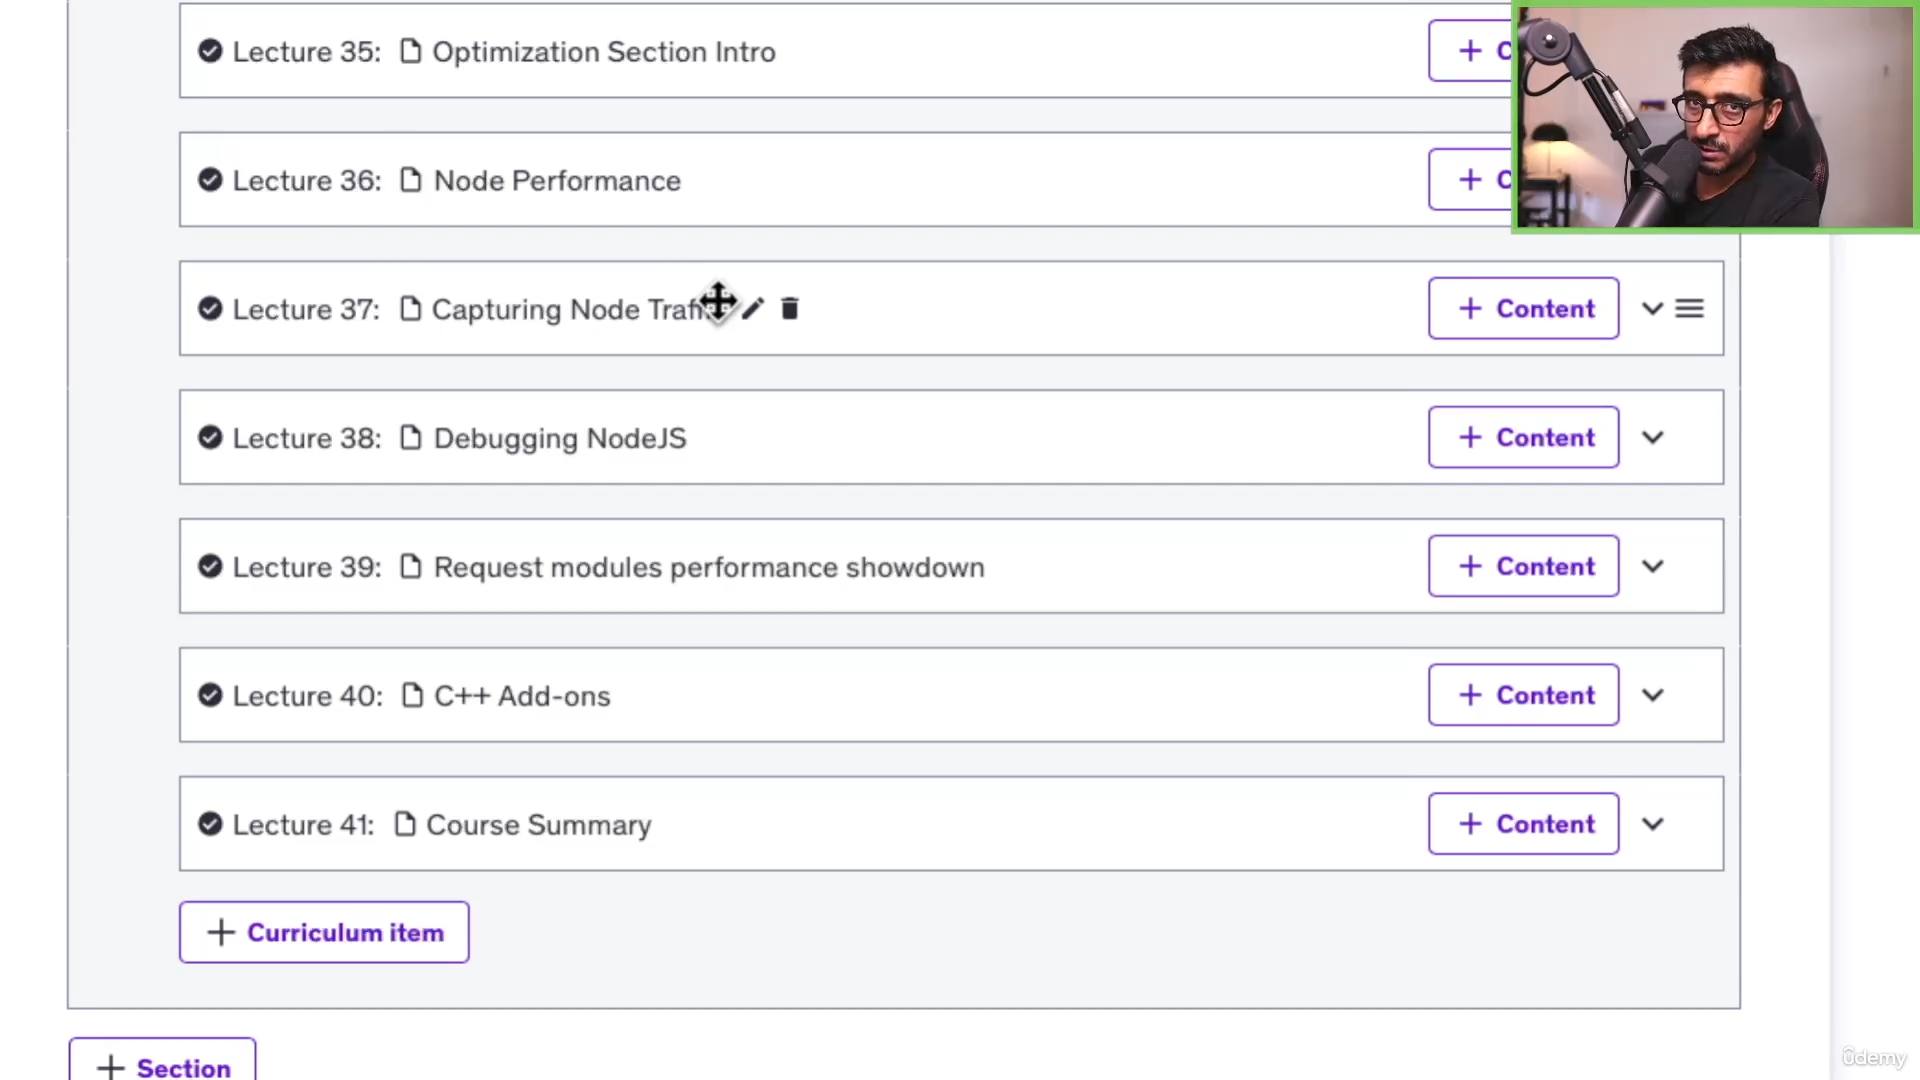 Lecture 35: Optimization Section Intro
+ C
Lecture 36: Node Performance
+ C
Lecture 37: Capturing Node
+ Content
Lecture 38: Debugging NodeJS
+ Content
Lecture 39: Request modules performance showdown
+ Content
Lecture 40: C++ Add-ons
+ Content
Lecture 41: Course Summary
+ Content
+ Curriculum item
+ Section
ûdemy